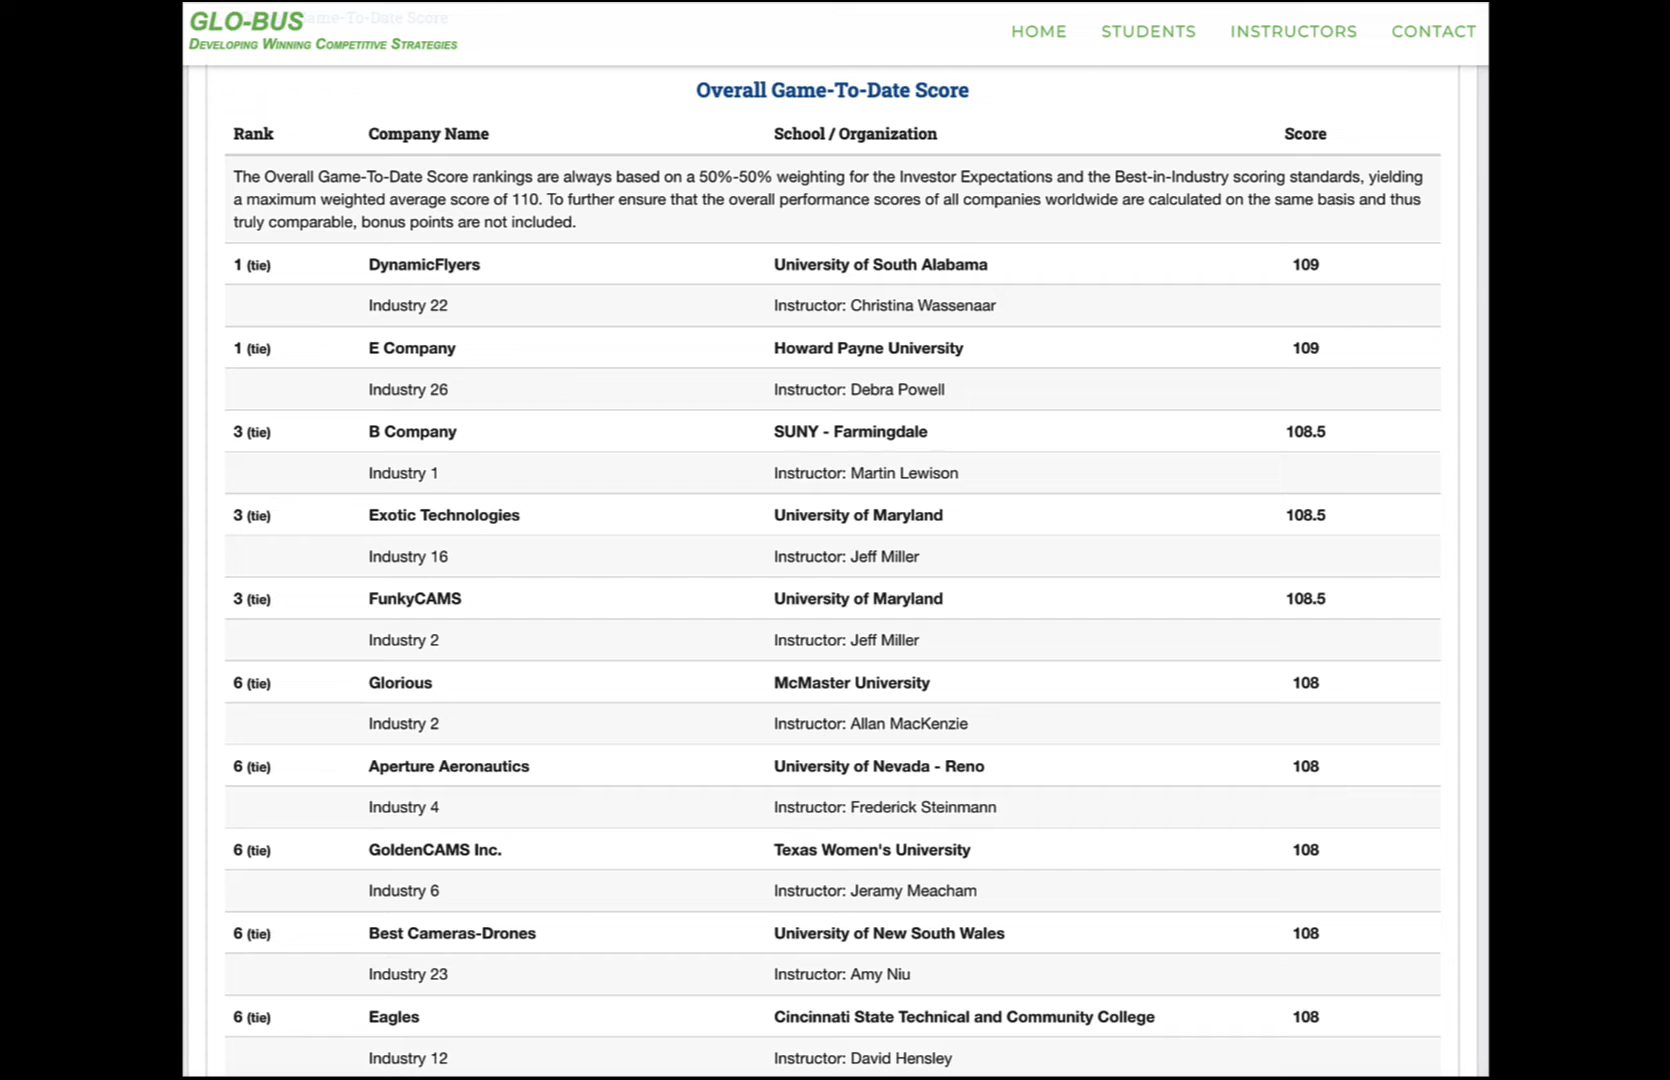 GLO-BUS
ame-To-Date Score
DEVELOPING WINNING COMPETITIVE STRATEGIES
HOME STUDENTS INSTRUCTORS CONTACT
Overall Game-To-Date Score
Rank Company Name School / Organization Score
The Overall Game-To-Date Score rankings are always based on a 50%-50% weighting for the Investor Expectations and the Best-in-Industry scoring standards, yielding
a maximum weighted average score of 110. To further ensure that the overall performance scores of all companies worldwide are calculated on the same basis and thus
truly comparable, bonus points are not included.
1 (tie) DynamicFlyers University of South Alabama 109
Industry 22 Instructor: Christina Wassenaar
1 (tie) E Company Howard Payne University 109
Industry 26 Instructor: Debra Powell
3 (tie) B Company SUNY - Farmingdale 108.5
Industry 1 Instructor: Martin Lewison
3 (tie) Exotic Technologies University of Maryland 108.5
Industry 16 Instructor: Jeff Miller
3 (tie) FunkyCAMS University of Maryland 108.5
Industry 2 Instructor: Jeff Miller
6 (tie) Glorious McMaster University 108
Industry 2 Instructor: Allan MacKenzie
6 (tie) Aperture Aeronautics University of Nevada - Reno 108
Industry 4 Instructor: Frederick Steinmann
6 (tie) GoldenCAMS Inc. Texas Women's University 108
Industry 6 Instructor: Jeramy Meacham
6 (tie) Best Cameras-Drones University of New South Wales 108
Industry 23 Instructor: Amy Niu
6 (tie) Eagles Cincinnati State Technical and Community College 108
Industry 12 Instructor: David Hensley